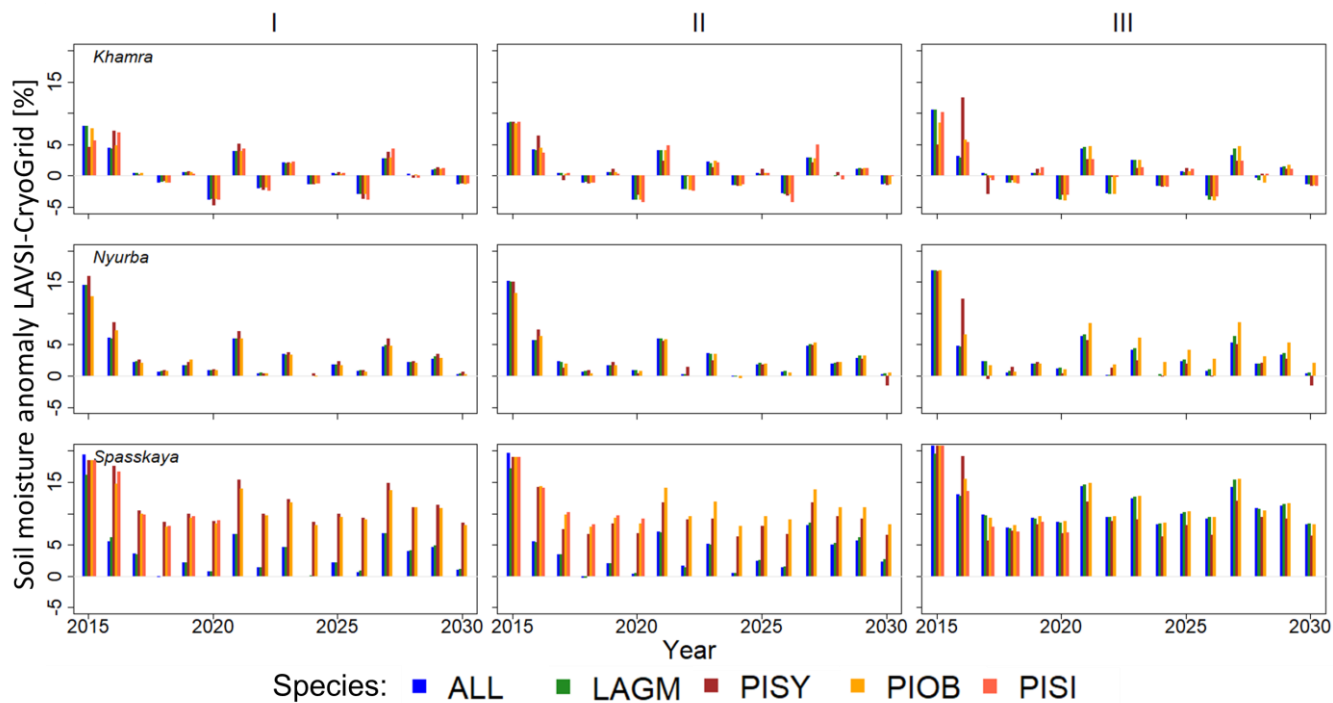 I II III
Soil moisture anomaly LAVSI-CryoGrid [%]
Khamra
15
5
0
-5
Nyurba
15
5
0
-5
Spasskaya
15
5
0
-5
2015 2020 2025 2030 2015 2020 2025 2030 2015 2020 2025 2030
Year
Species: ALL LAGM PISY PIOB PISI